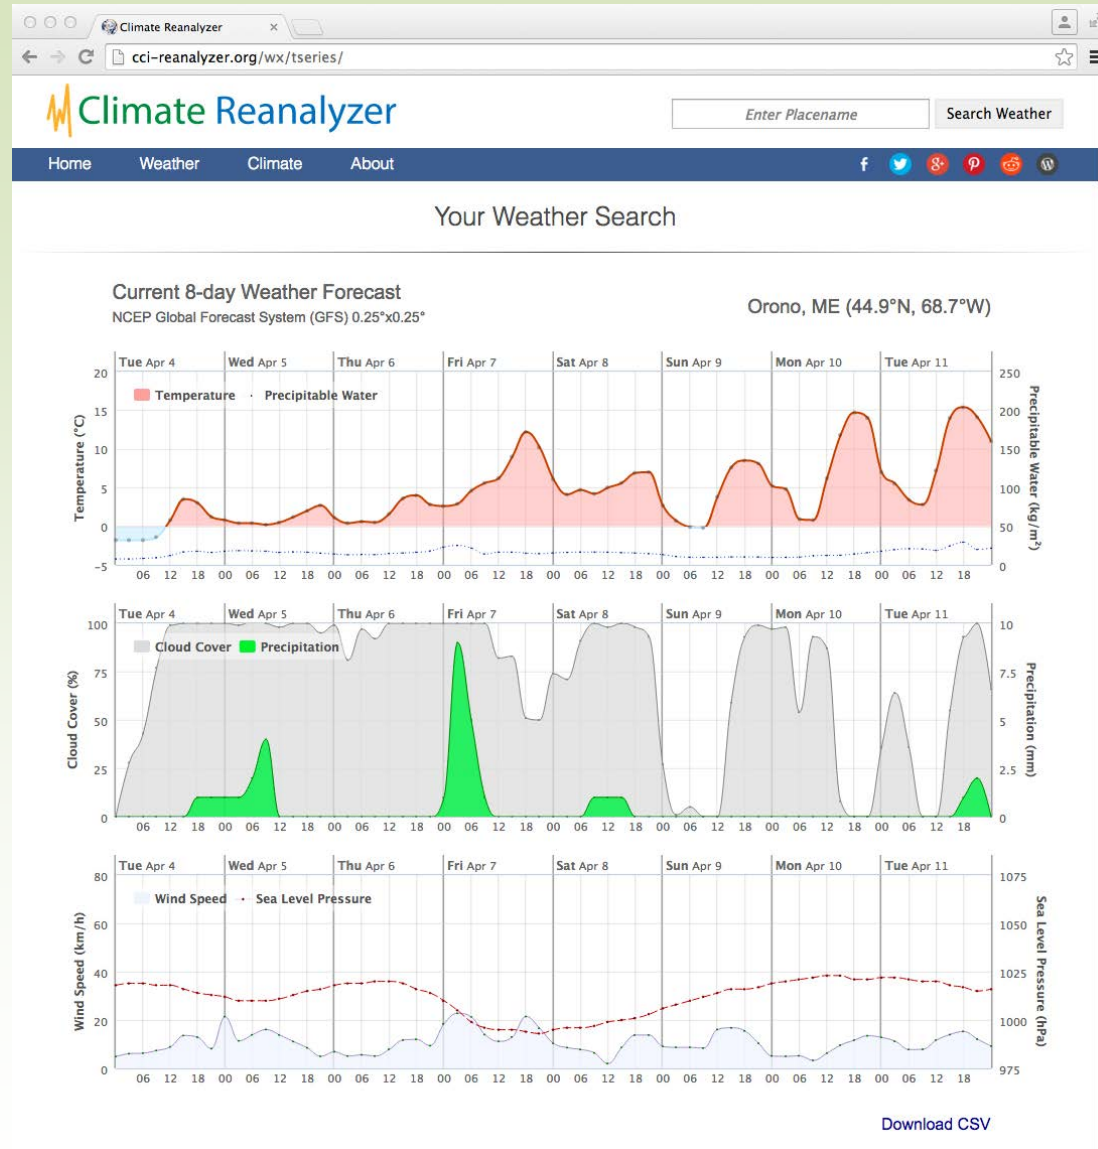 Climate Reanalyzer
cci-reanalyzer.org/wx/tseries/
Climate Reanalyzer
Enter Placename
Search Weather
Home Weather Climate About
Your Weather Search
Current 8-day Weather Forecast
NCEP Global Forecast System (GFS) 0.25°x0.25°
Orono, ME (44.9°N, 68.7°W)
Tue Apr 4 Wed Apr 5 Thu Apr 6 Fri Apr 7 Sat Apr 8 Sun Apr 9 Mon Apr 10 Tue Apr 11
Temperature · Precipitable Water
Temperature (°C)
20
15
10
5
0
-5
250
200
150
100
50
0
Precipitable Water (kg/m²)
06 12 18 00 06 12 18 00 06 12 18 00 06 12 18 00 06 12 18 00 06 12 18 00 06 12 18 00 06 12 18
Tue Apr 4 Wed Apr 5 Thu Apr 6 Fri Apr 7 Sat Apr 8 Sun Apr 9 Mon Apr 10 Tue Apr 11
Cloud Cover Precipitation
Cloud Cover (%)
100
75
50
25
0
10
7.5
5
2.5
0
Precipitation (mm)
06 12 18 00 06 12 18 00 06 12 18 00 06 12 18 00 06 12 18 00 06 12 18 00 06 12 18 00 06 12 18
Tue Apr 4 Wed Apr 5 Thu Apr 6 Fri Apr 7 Sat Apr 8 Sun Apr 9 Mon Apr 10 Tue Apr 11
Wind Speed · Sea Level Pressure
Wind Speed (km/h)
80
60
40
20
0
1075
1050
1025
1000
975
Sea Level Pressure (hPa)
06 12 18 00 06 12 18 00 06 12 18 00 06 12 18 00 06 12 18 00 06 12 18 00 06 12 18 00 06 12 18
Download CSV